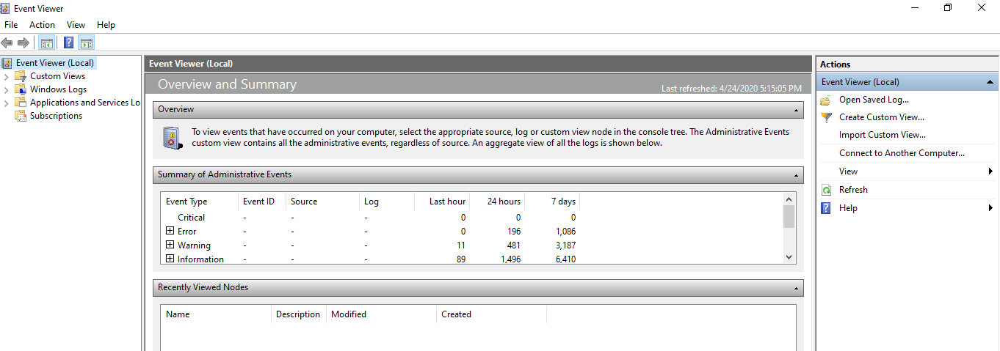 Event Viewer
File Action View Help
Event Viewer (Local)
Custom Views
Windows Logs
Applications and Services Lo
Subscriptions
Event Viewer (Local)
Overview and Summary
Last refreshed: 4/24/2020 5:15:05 PM
Overview
To view events that have occurred on your computer, select the appropriate source, log or custom view node in the console tree. The Administrative Events
custom view contains all the administrative events, regardless of source. An aggregate view of all the logs is shown below.
Summary of Administrative Events
Event Type Event ID Source Log Last hour 24 hours 7 days
Critical - - - 0 0 0
Error - - - 0 196 1,086
Warning - - - 11 481 3,187
Information - - - 89 1,496 6,410
Recently Viewed Nodes
Name Description Modified Created
Actions
Event Viewer (Local)
Open Saved Log...
Create Custom View...
Import Custom View...
Connect to Another Computer...
View
Refresh
Help